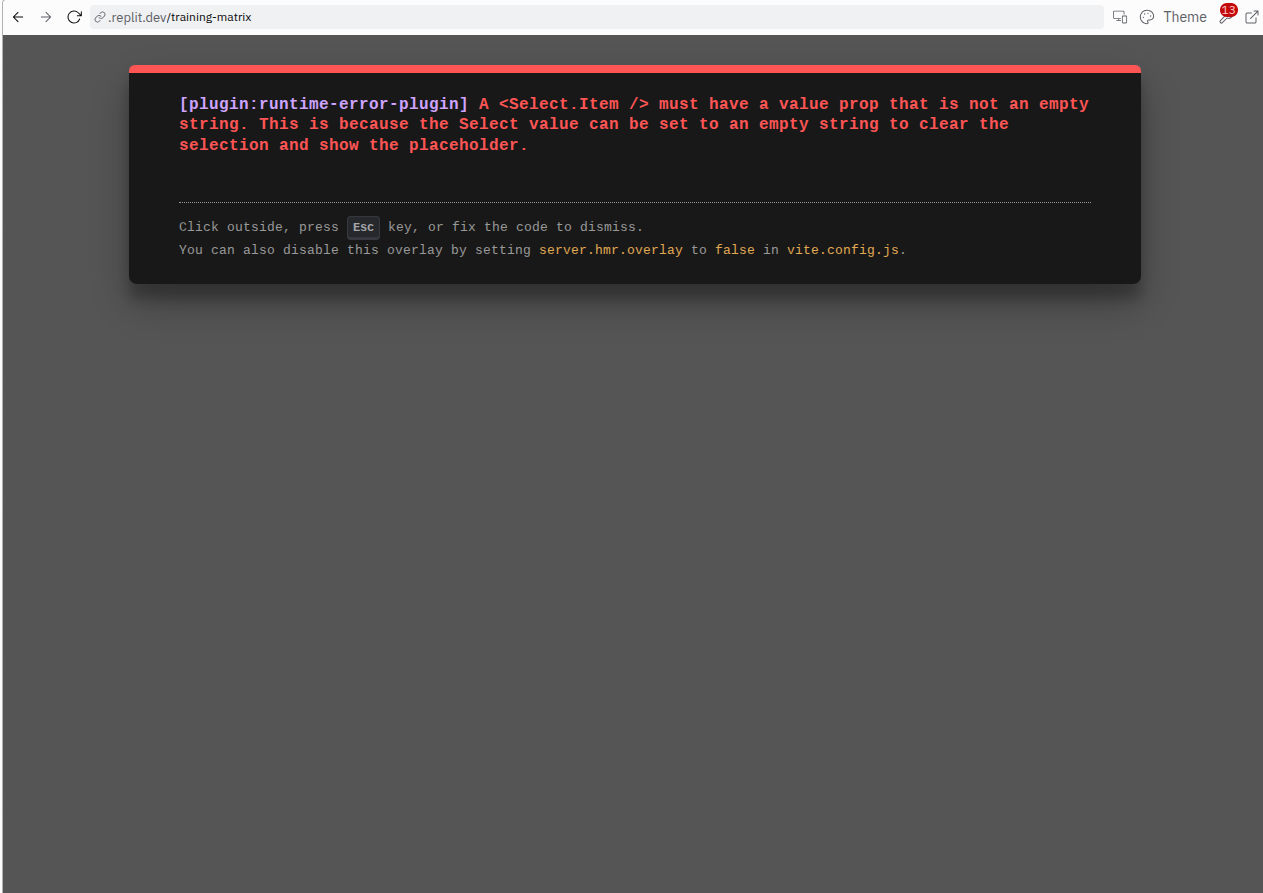 .replit.dev/training-matrix
Theme
13
[plugin:runtime-error-plugin] A <Select.Item /> must have a value prop that is not an empty
string. This is because the Select value can be set to an empty string to clear the
selection and show the placeholder.
Click outside, press Esc key, or fix the code to dismiss.
You can also disable this overlay by setting server.hmr.overlay to false in vite.config.js.